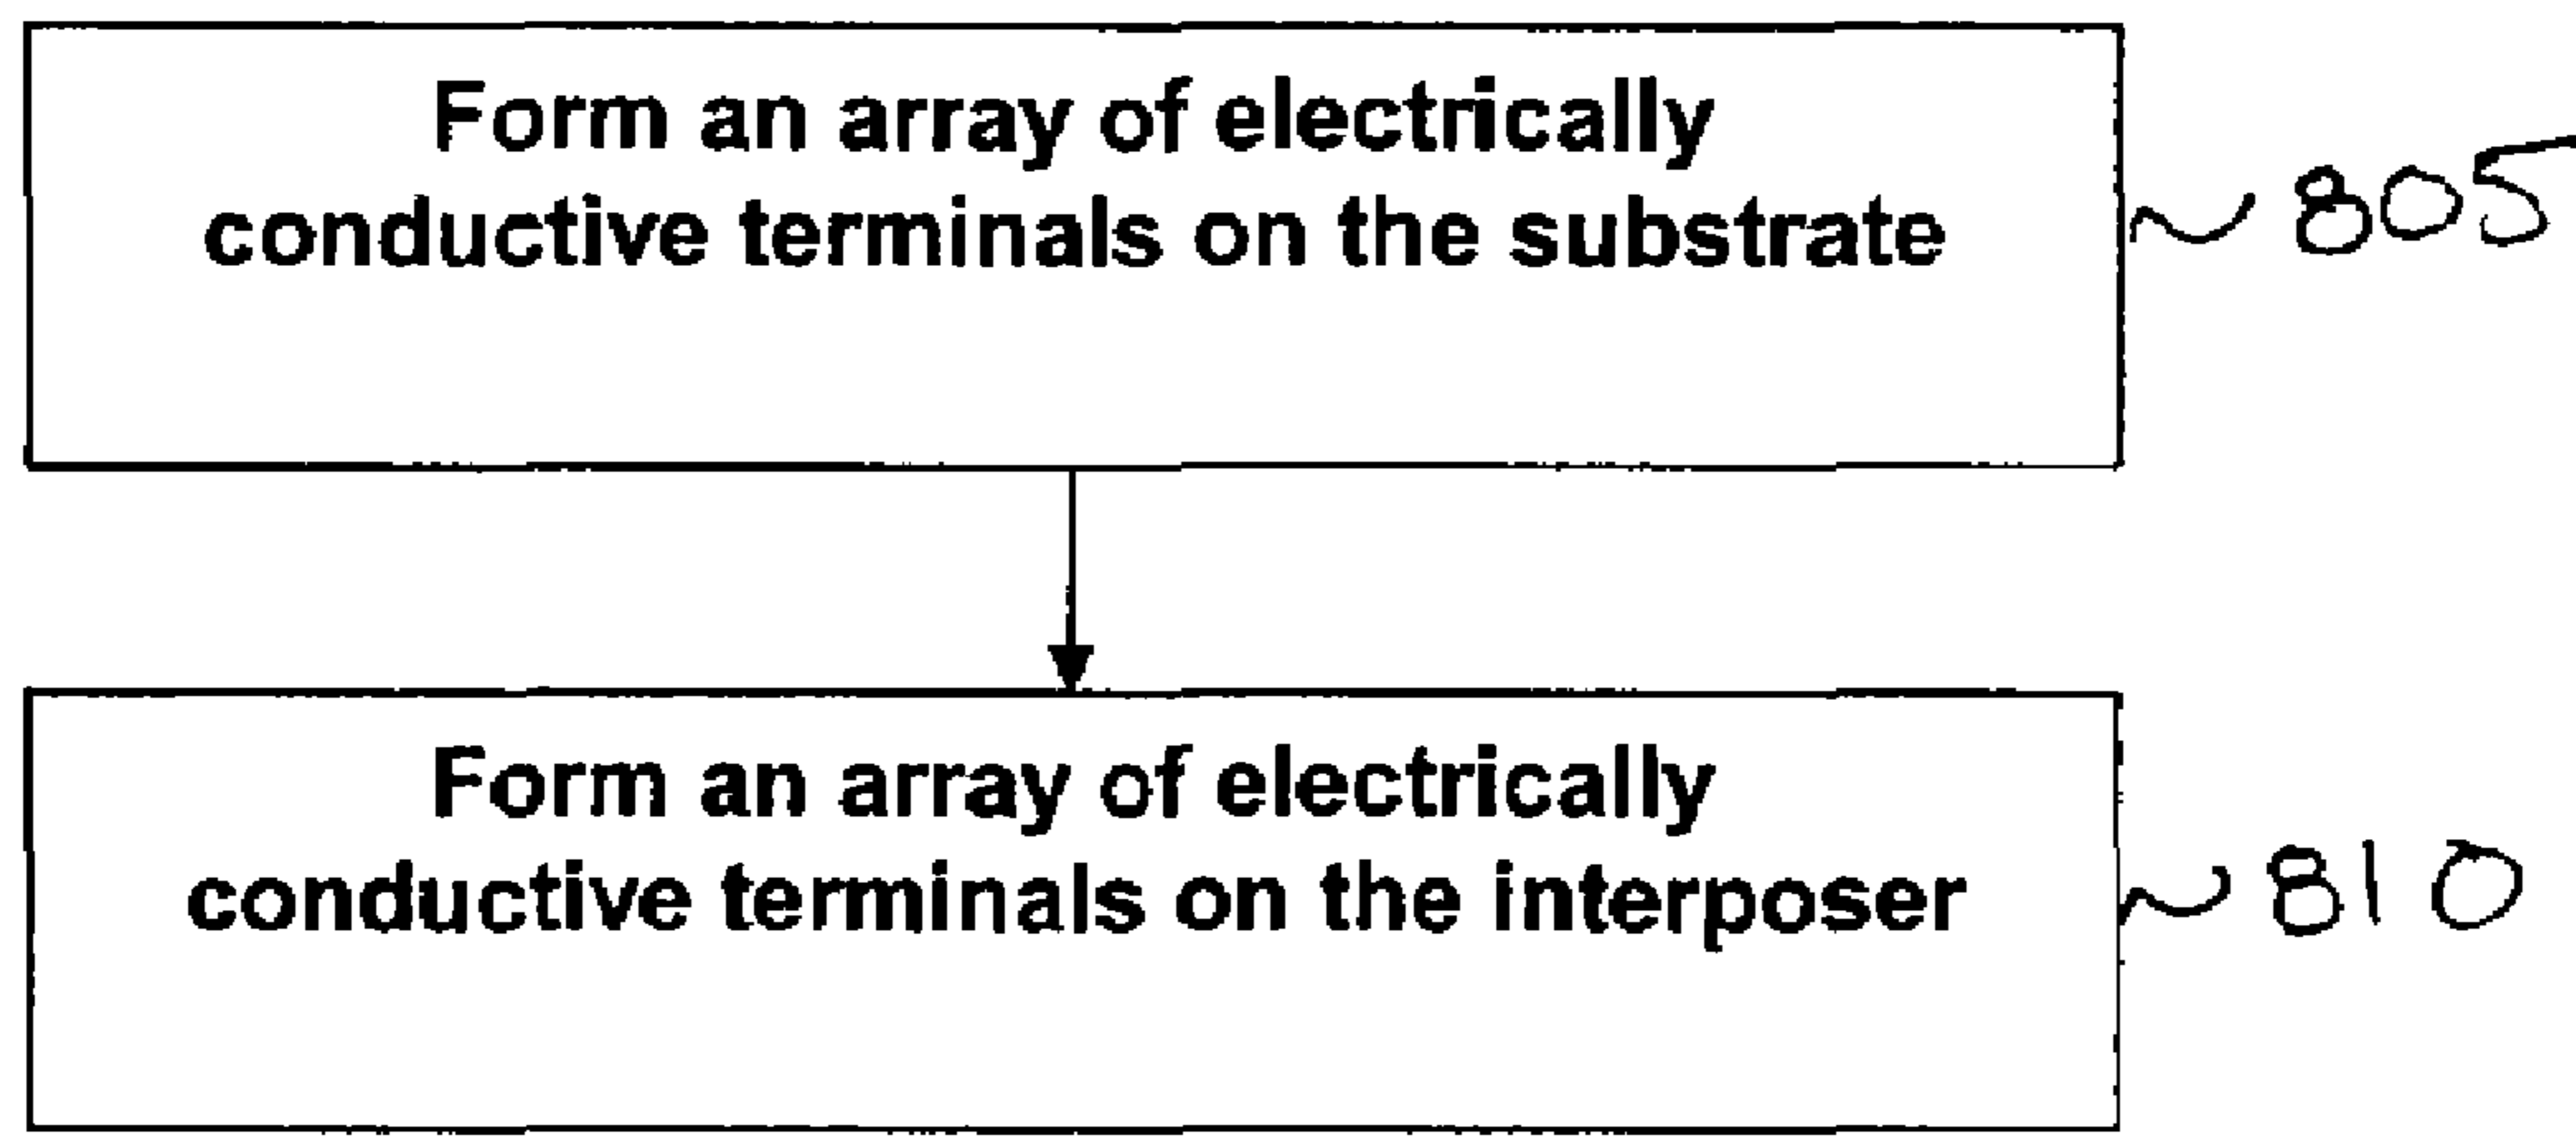 Form an array of electrically
conductive terminals on the substrate
805
Form an array of electrically
conductive terminals on the interposer
810